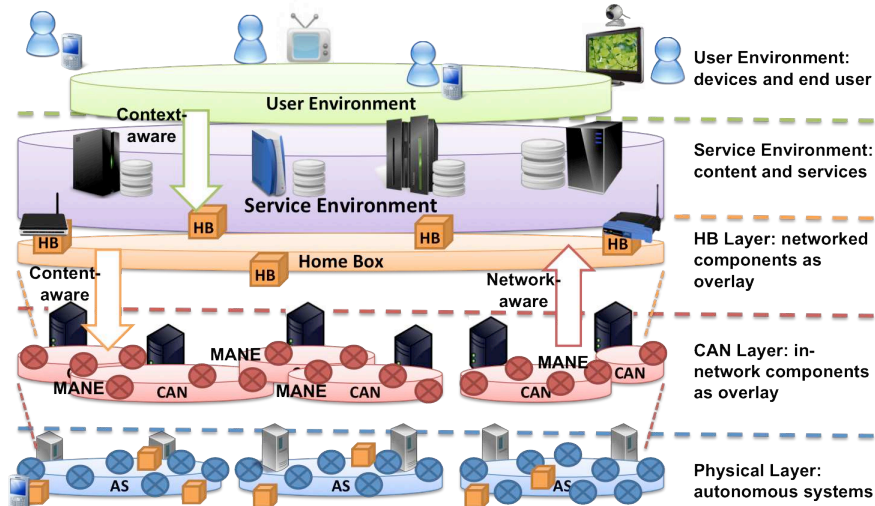 User Environment:
devices and end user
User Environment
Context-
aware
Service Environment:
content and services
Service Environment
HB
HB
HB
HB
HB
Home Box
HB Layer: networked
components as
overlay
Content-
aware
Network-
aware
MANE
MANE
MANE
MANE
CAN
CAN
CAN
CAN
CAN Layer: in-
network components
as overlay
AS
AS
AS
Physical Layer:
autonomous systems